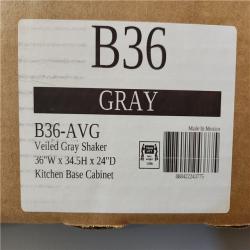 B36
GRAY
B36-AVG
Veiled Gray Shaker
36"W x 34.5H x 24"D
Kitchen Base Cabinet
Made In Mexico